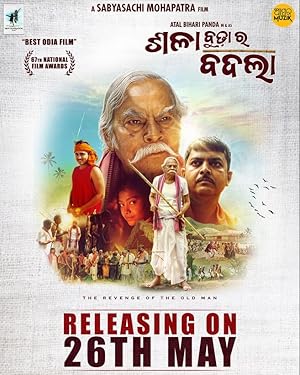 A SABYASACHI MOHAPATRA FILM
ATAL BIHARI PANDA
ଶଳା ବୁଢ଼ା ର
ବଦଲା
"BEST ODIA FILM"
67th NATIONAL
FILM AWARDS
THE REVENGE OF THE OLD MAN
RELEASING ON
26TH MAY